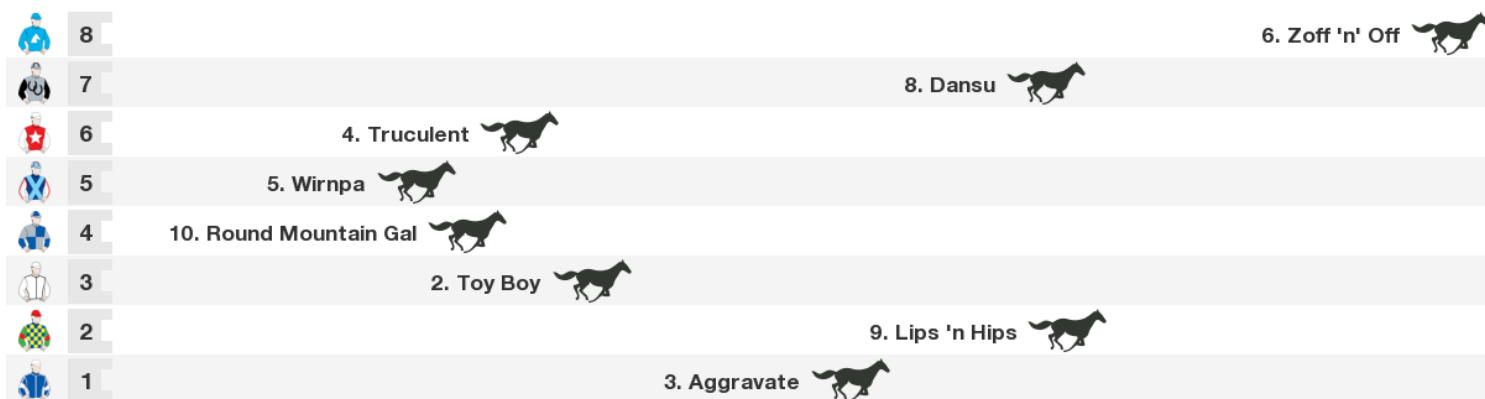 8 6. Zoff 'n' Off
7 8. Dansu
6 4. Truculent
5 5. Wirnpa
4 10. Round Mountain Gal
3 2. Toy Boy
2 9. Lips 'n Hips
1 3. Aggravate